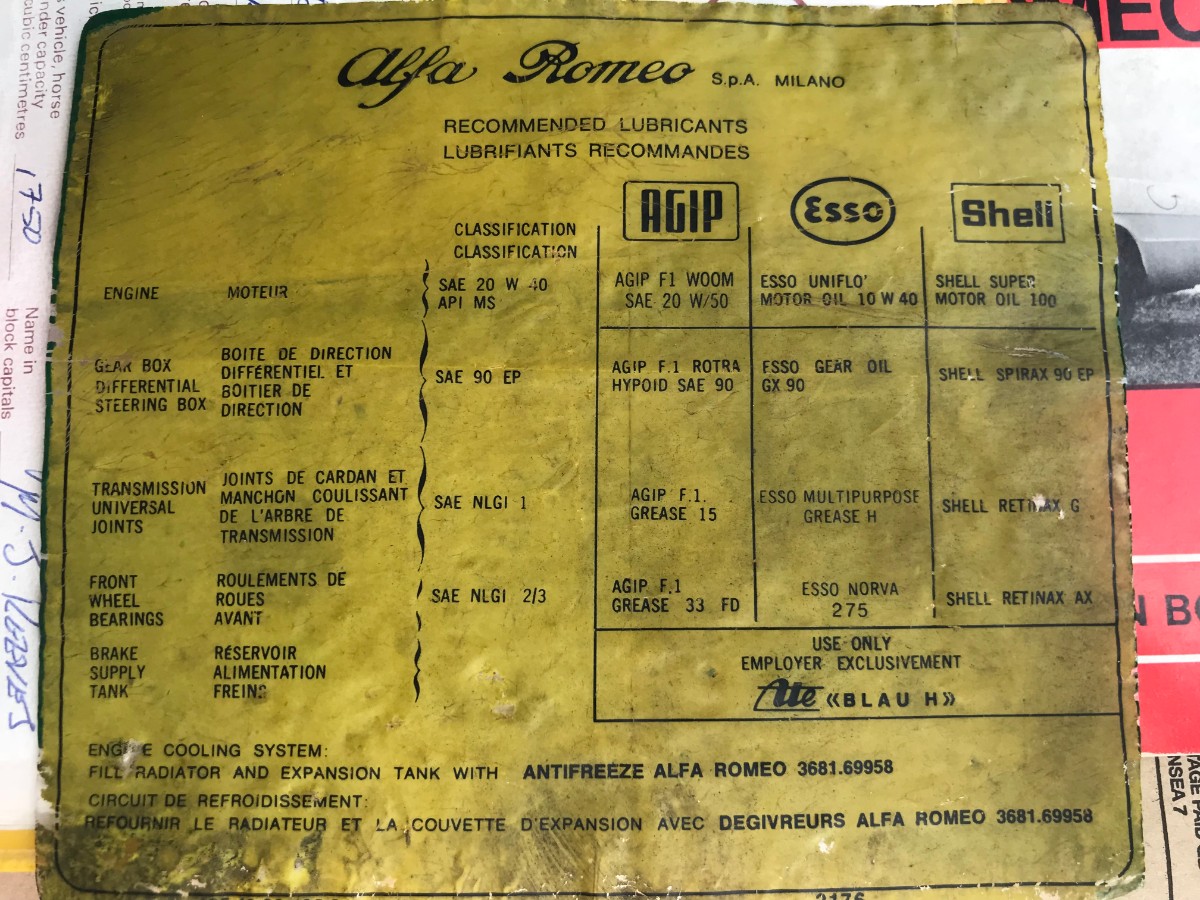 Alfa Romeo S.p.A. MILANO
RECOMMENDED LUBRICANTS
LUBRIFIANTS RECOMMANDES
CLASSIFICATION
CLASSIFICATION
AGIP
Esso
Shell
ENGINE
MOTEUR
SAE 20 W 40
API MS
AGIP F1 WOOM
SAE 20 W/50
ESSO UNIFLO'
MOTOR OIL 10 W 40
SHELL SUPER
MOTOR OIL 100
GEAR BOX
DIFFERENTIAL
STEERING BOX
BOITE DE DIRECTION
DIFFÉRENTIEL ET
BOITIER DE
DIRECTION
SAE 90 EP
AGIP F.1 ROTRA
HYPOID SAE 90
ESSO GEAR OIL
GX 90
SHELL SPIRAX 90 EP
TRANSMISSION
UNIVERSAL
JOINTS
JOINTS DE CARDAN ET
MANCHON COULISSANT
DE L'ARBRE DE
TRANSMISSION
SAE NLGI 1
AGIP F.1.
GREASE 15
ESSO MULTIPURPOSE
GREASE H
SHELL RETINAX G
FRONT
WHEEL
BEARINGS
ROULEMENTS DE
ROUES
AVANT
SAE NLGI 2/3
AGIP F.1
GREASE 33 FD
ESSO NORVA
275
SHELL RETINAX AX
BRAKE
SUPPLY
TANK
RÉSERVOIR
ALIMENTATION
FREINS
USE ONLY
EMPLOYER EXCLUSIVEMENT
Ate «BLAU H»
ENGINE COOLING SYSTEM:
FILL RADIATOR AND EXPANSION TANK WITH ANTIFREEZE ALFA ROMEO 3681.69958
CIRCUIT DE REFROIDISSEMENT:
REFOURNIR LE RADIATEUR ET LA COUVETTE D'EXPANSION AVEC DEGIVREURS ALFA ROMEO 3681.69958
vehicle, horse
capacity
cubic centimetres
1750
Name in
block capitals
NSEA 7